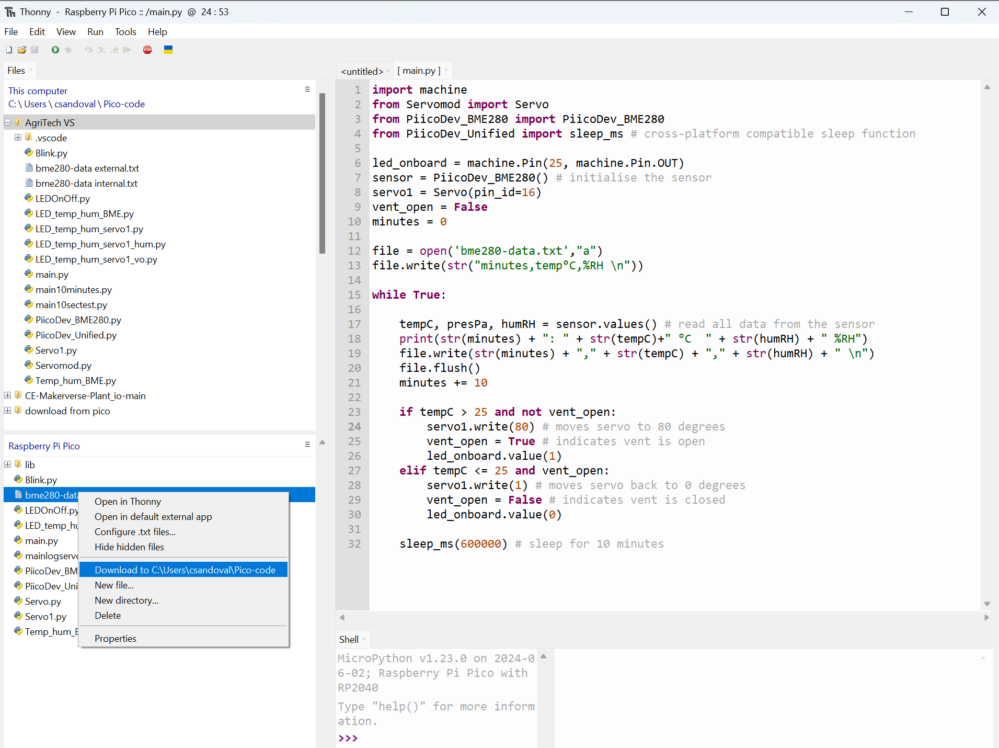 Thonny - Raspberry Pi Pico :: /main.py @ 24 : 53
File Edit View Run Tools Help
STOP
Files
This computer
C: \ Users \ csandoval \ Pico-code
AgriTech VS
.vscode
Blink.py
bme280-data external.txt
bme280-data internal.txt
LEDOnOff.py
LED_temp_hum_BME.py
LED_temp_hum_servo1.py
LED_temp_hum_servo1_hum.py
LED_temp_hum_servo1_vo.py
main.py
main10minutes.py
main10sectest.py
PiicoDev_BME280.py
PiicoDev_Unified.py
Servo1.py
Servomod.py
Temp_hum_BME.py
CE-Makerverse-Plant_io-main
download from pico
Raspberry Pi Pico
lib
Blink.py
bme280-data
LEDOnOff.py
LED_temp_hu
main.py
mainlogservo
PiicoDev_BM
PiicoDev_Uni
Servo.py
Servo1.py
Temp_hum_B
Open in Thonny
Open in default external app
Configure .txt files...
Hide hidden files
Download to C:\Users\csandoval\Pico-code
New file...
New directory...
Delete
Properties
<untitled> [ main.py ]
1 import machine
2 from Servomod import Servo
3 from PiicoDev_BME280 import PiicoDev_BME280
4 from PiicoDev_Unified import sleep_ms # cross-platform compatible sleep function
5
6 led_onboard = machine.Pin(25, machine.Pin.OUT)
7 sensor = PiicoDev_BME280() # initialise the sensor
8 servo1 = Servo(pin_id=16)
9 vent_open = False
10 minutes = 0
11
12 file = open('bme280-data.txt',"a")
13 file.write(str("minutes,temp°C,%RH \n"))
14
15 while True:
16
17 tempC, presPa, humRH = sensor.values() # read all data from the sensor
18 print(str(minutes) + ": " + str(tempC)+" °C  " + str(humRH) + " %RH")
19 file.write(str(minutes) + "," + str(tempC) + "," + str(humRH) + " \n")
20 file.flush()
21 minutes += 10
22
23 if tempC > 25 and not vent_open:
24 servo1.write(80) # moves servo to 80 degrees
25 vent_open = True # indicates vent is open
26 led_onboard.value(1)
27 elif tempC <= 25 and vent_open:
28 servo1.write(1) # moves servo back to 0 degrees
29 vent_open = False # indicates vent is closed
30 led_onboard.value(0)
31
32 sleep_ms(600000) # sleep for 10 minutes
Shell
MicroPython v1.23.0 on 2024-0
6-02; Raspberry Pi Pico with
RP2040
Type "help()" for more inform
ation.
>>>